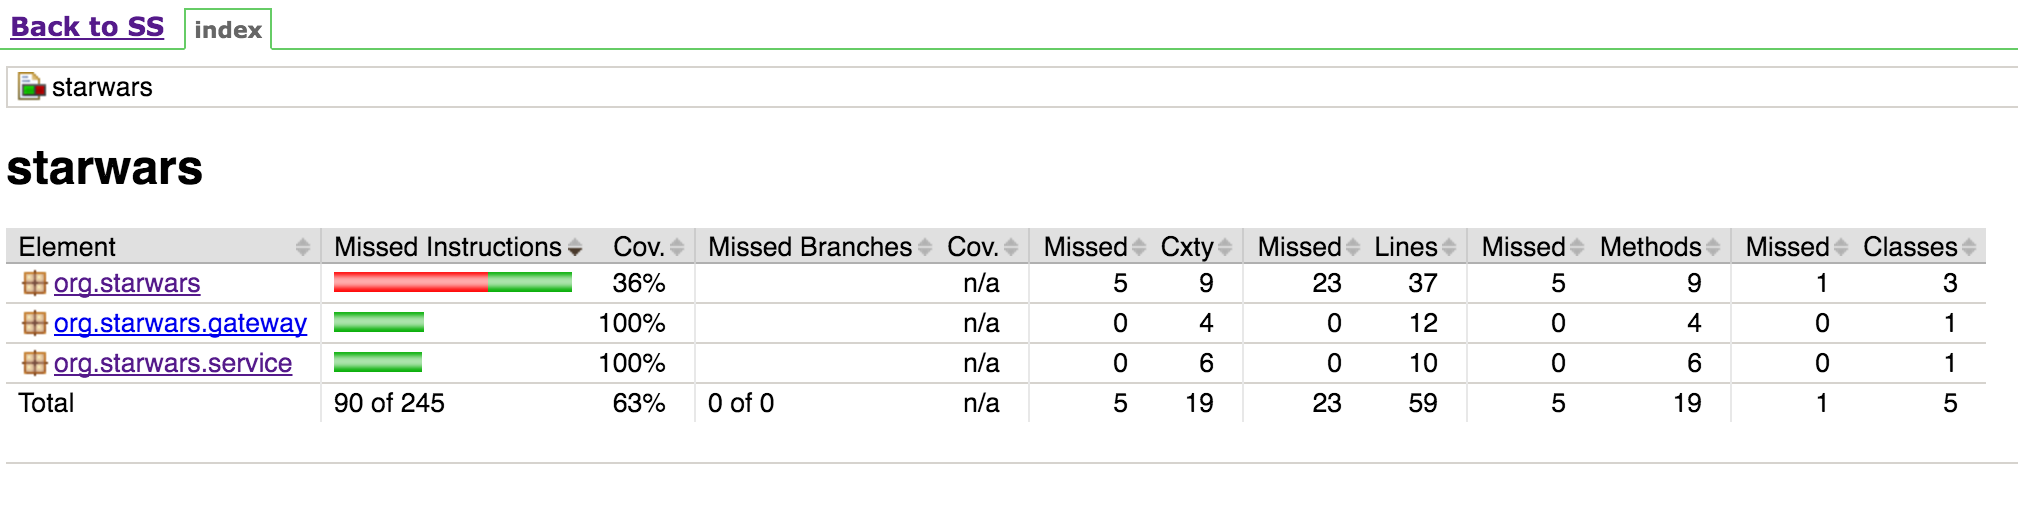 Back to SS index
starwars
starwars
Element Missed Instructions Cov. Missed Branches Cov. Missed Cxty Missed Lines Missed Methods Missed Classes
org.starwars 36% n/a 5 9 23 37 5 9 1 3
org.starwars.gateway 100% n/a 0 4 0 12 0 4 0 1
org.starwars.service 100% n/a 0 6 0 10 0 6 0 1
Total 90 of 245 63% 0 of 0 n/a 5 19 23 59 5 19 1 5